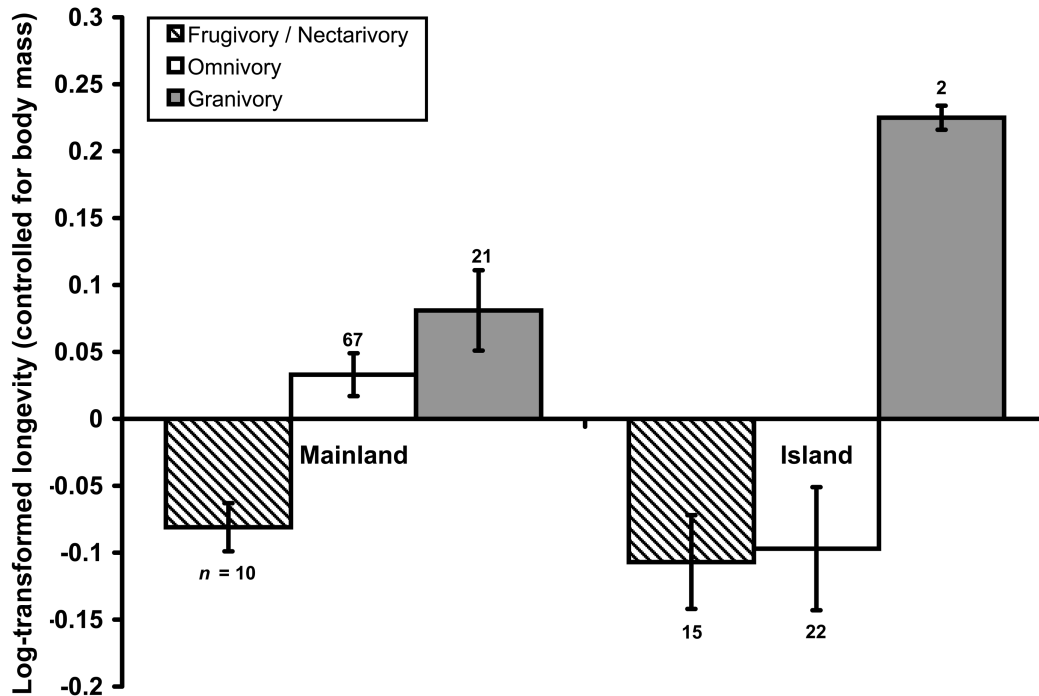 Log-transformed longevity (controlled for body mass)
0.3
0.25
0.2
0.15
0.1
0.05
0
-0.05
-0.1
-0.15
-0.2
Frugivory / Nectarivory
Omnivory
Granivory
67
21
2
Mainland
Island
n = 10
15
22